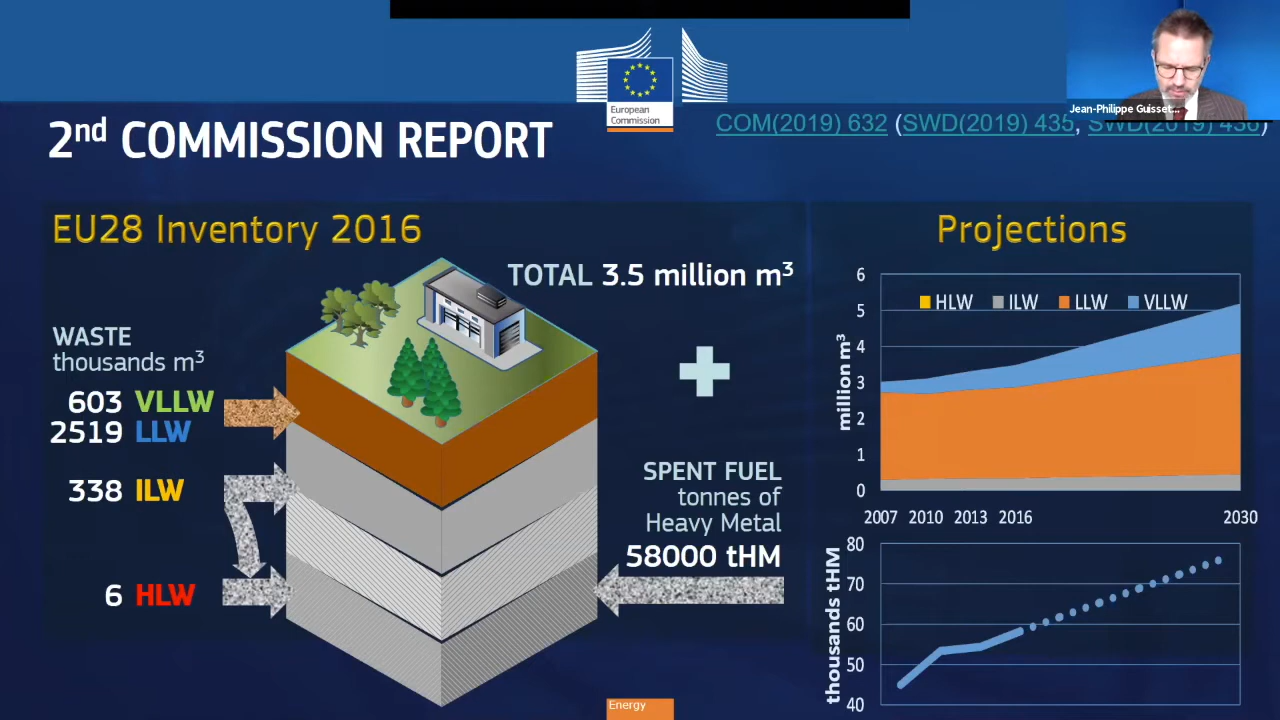 Jean-Philippe Guisset...
European
Commission
2nd COMMISSION REPORT
COM(2019) 632 (SWD(2019) 435, SWD(2019) 436)
EU28 Inventory 2016
TOTAL 3.5 million m³
WASTE
thousands m³
603 VLLW
2519 LLW
338 ILW
6 HLW
SPENT FUEL
tonnes of
Heavy Metal
58000 tHM
Projections
HLW ILW LLW VLLW
million m³
6
5
4
3
2
1
0
2007 2010 2013 2016 2030
thousands tHM
80
70
60
50
40
Energy